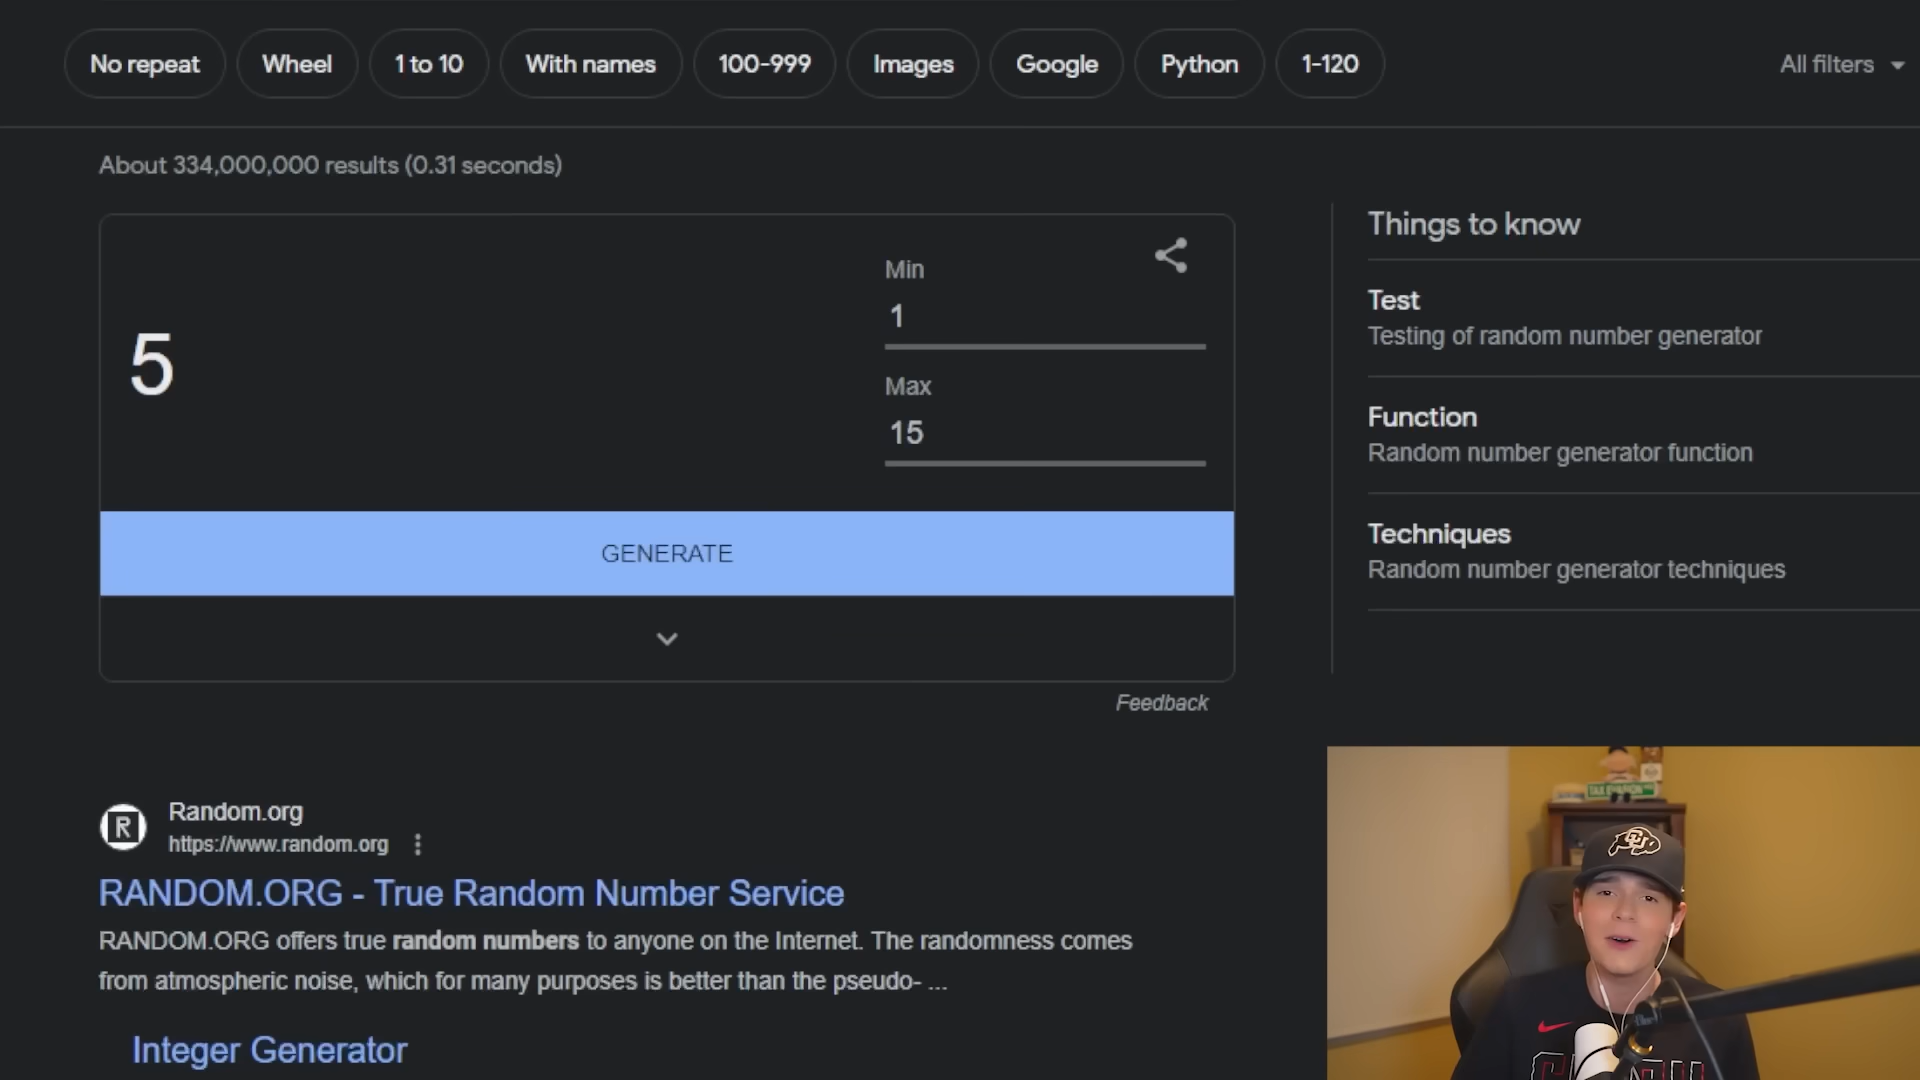 No repeat
Wheel
1 to 10
With names
100-999
Images
Google
Python
1-120
All filters
About 334,000,000 results (0.31 seconds)
5
Min
1
Max
15
GENERATE
Feedback
Things to know
Test
Testing of random number generator
Function
Random number generator function
Techniques
Random number generator techniques
R
Random.org
https://www.random.org
RANDOM.ORG - True Random Number Service
RANDOM.ORG offers true random numbers to anyone on the Internet. The randomness comes
from atmospheric noise, which for many purposes is better than the pseudo- ...
Integer Generator
CU